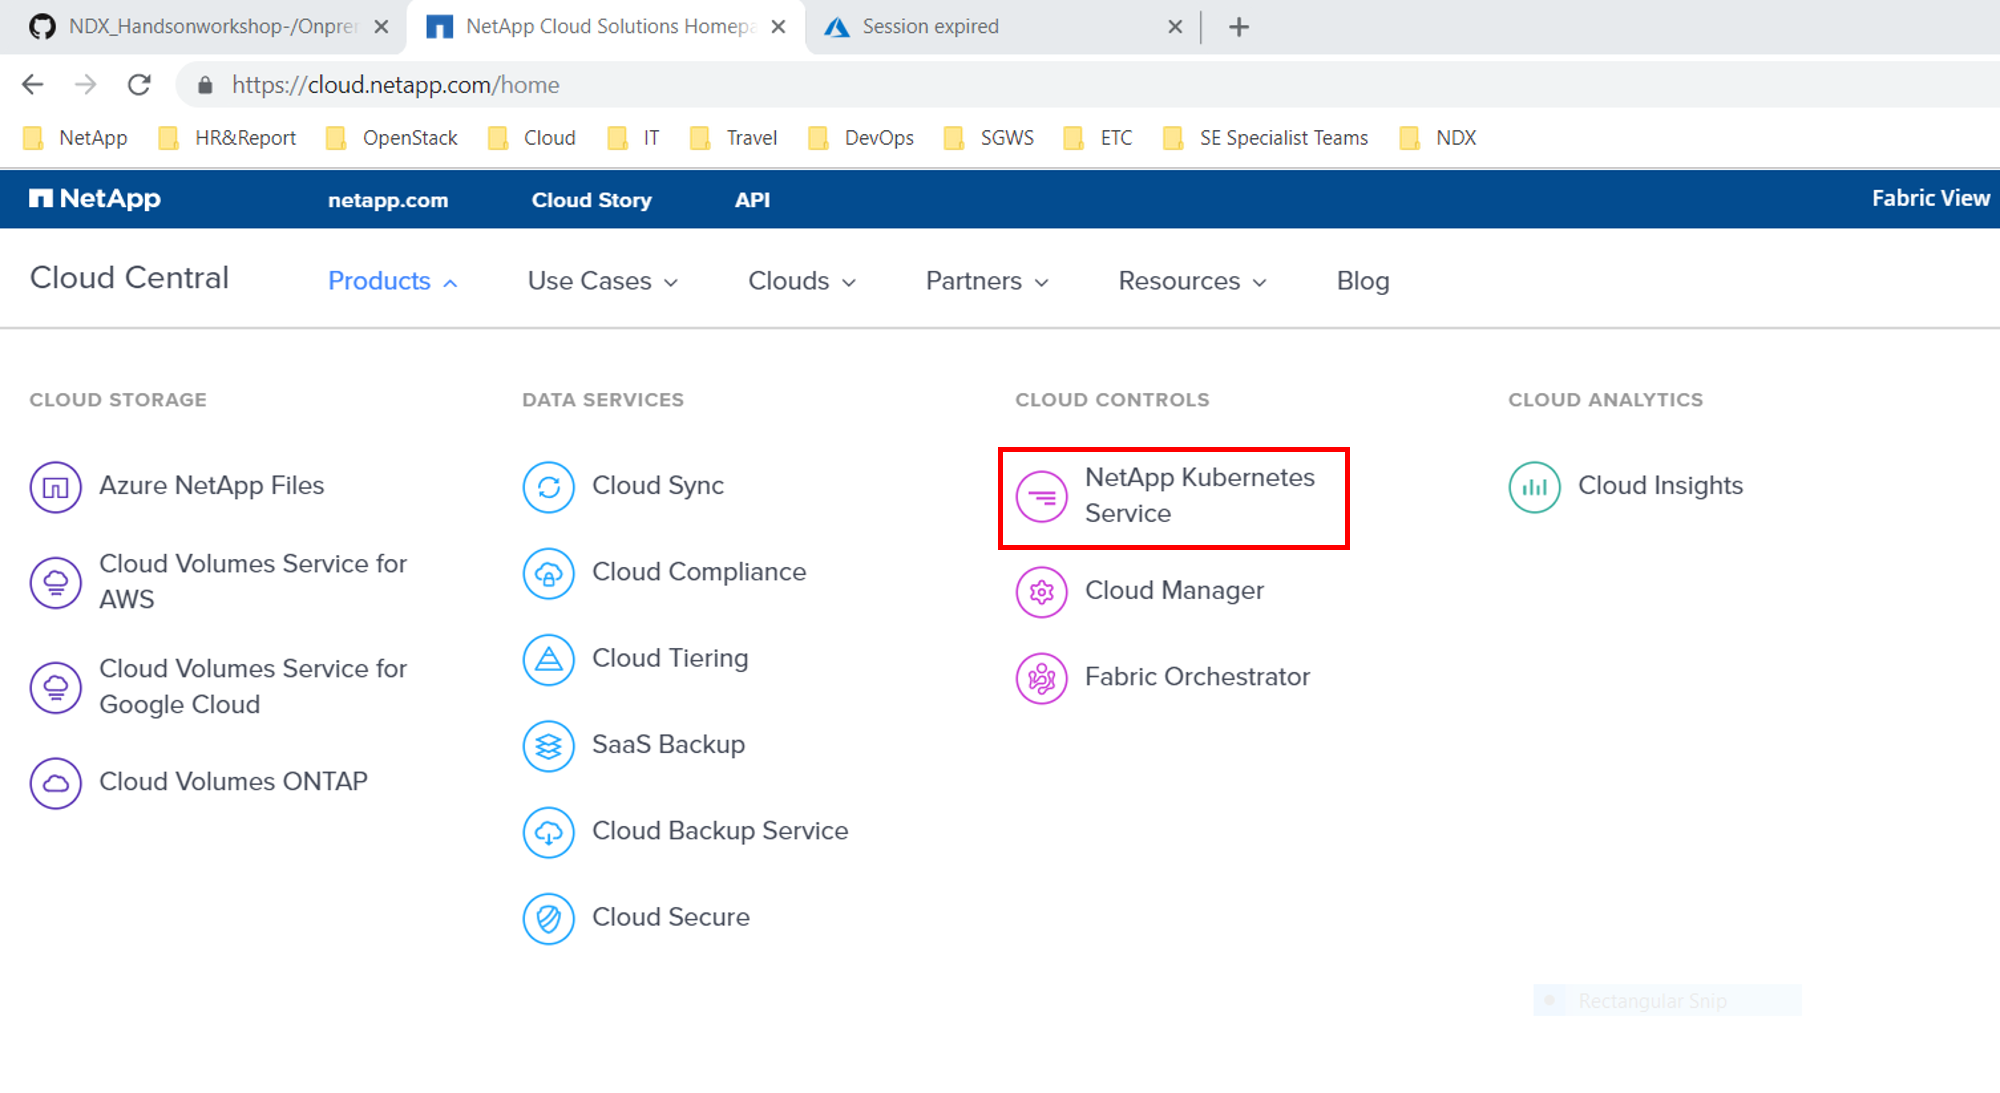 NDX_Handsonworkshop-/Onprer
NetApp Cloud Solutions Homepa
Session expired
https://cloud.netapp.com/home
NetApp HR&Report OpenStack Cloud IT Travel DevOps SGWS ETC SE Specialist Teams NDX
NetApp netapp.com Cloud Story API Fabric View
Cloud Central Products Use Cases Clouds Partners Resources Blog
CLOUD STORAGE
Azure NetApp Files
Cloud Volumes Service for
AWS
Cloud Volumes Service for
Google Cloud
Cloud Volumes ONTAP
DATA SERVICES
Cloud Sync
Cloud Compliance
Cloud Tiering
SaaS Backup
Cloud Backup Service
Cloud Secure
CLOUD CONTROLS
NetApp Kubernetes
Service
Cloud Manager
Fabric Orchestrator
CLOUD ANALYTICS
Cloud Insights
Rectangular Snip